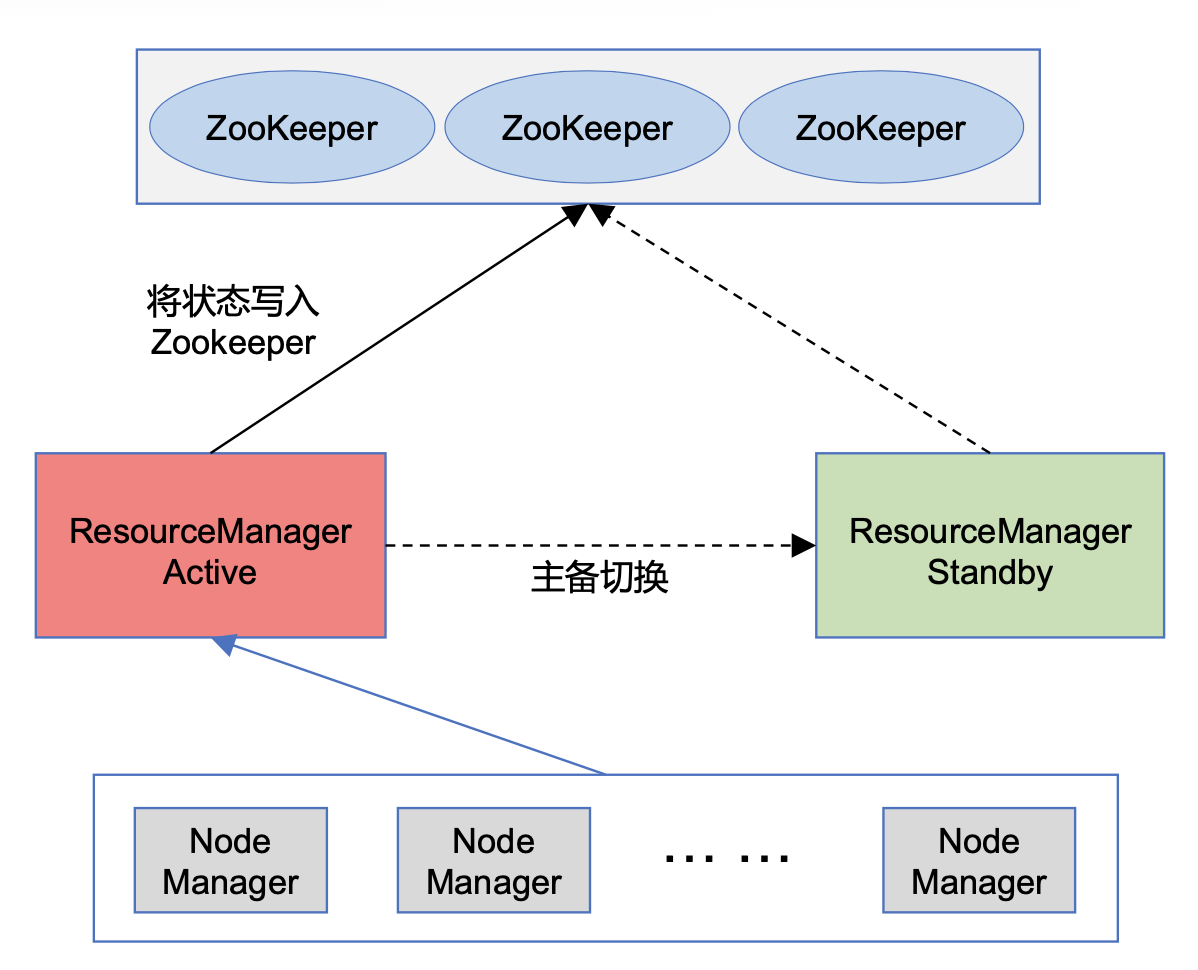 ZooKeeper ZooKeeper ZooKeeper
将状态写入
Zookeeper
ResourceManager
Active
主备切换
ResourceManager
Standby
Node
Manager
Node
Manager
... ...
Node
Manager